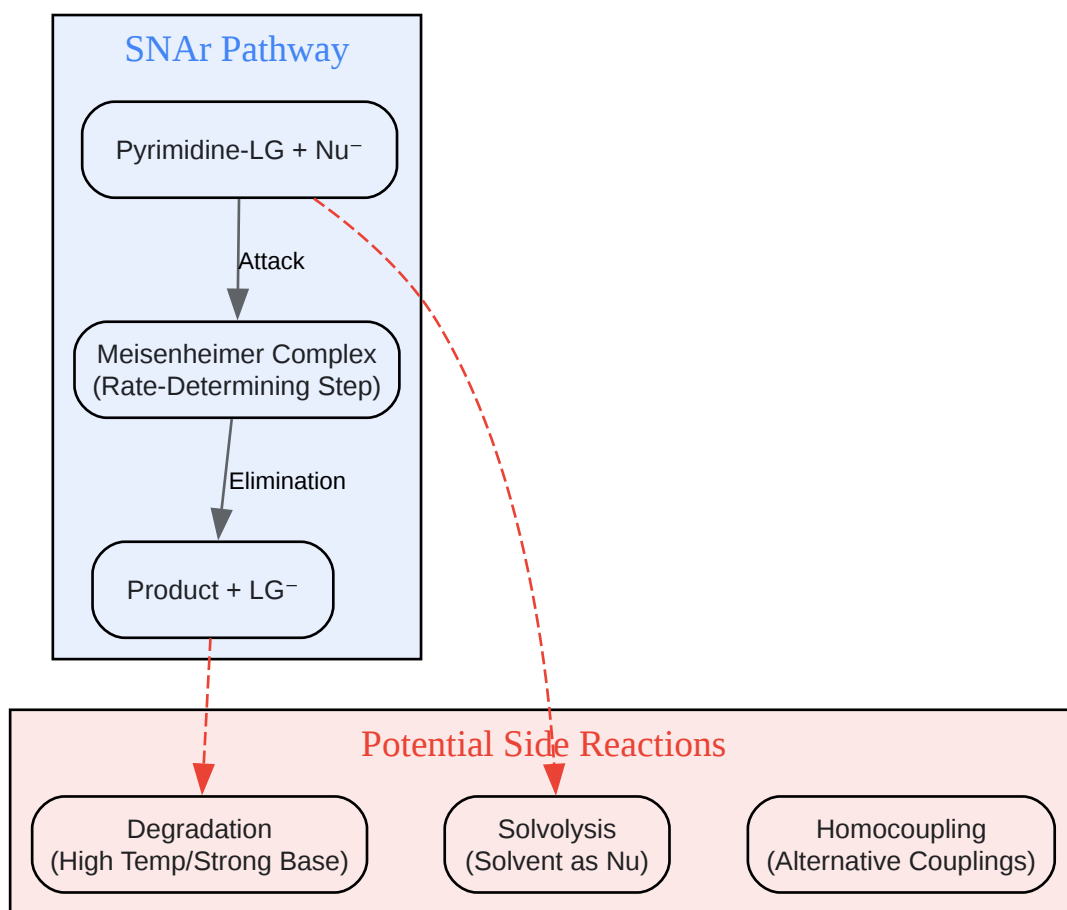 SNAr Pathway
Pyrimidine-LG + Nu⁻
Attack
Meisenheimer Complex
(Rate-Determining Step)
Elimination
Product + LG⁻
Potential Side Reactions
Degradation
(High Temp/Strong Base)
Solvolysis
(Solvent as Nu)
Homocoupling
(Alternative Couplings)